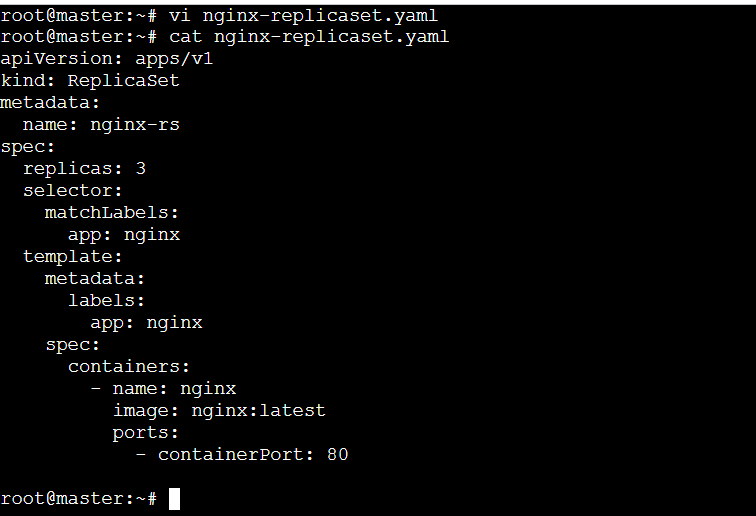 root@master:~# vi nginx-replicaset.yaml
root@master:~# cat nginx-replicaset.yaml
apiVersion: apps/v1
kind: ReplicaSet
metadata:
  name: nginx-rs
spec:
  replicas: 3
  selector:
    matchLabels:
      app: nginx
  template:
    metadata:
      labels:
        app: nginx
    spec:
      containers:
        - name: nginx
          image: nginx:latest
          ports:
            - containerPort: 80
root@master:~#